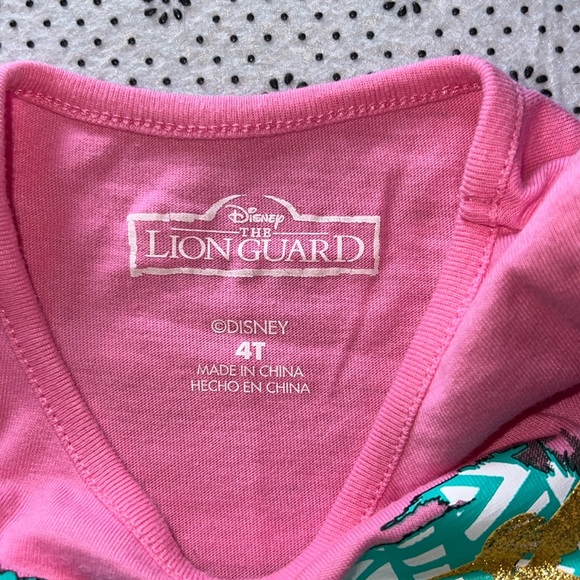 Disney
THE
LION GUARD
©DISNEY
4T
MADE IN CHINA
HECHO EN CHINA